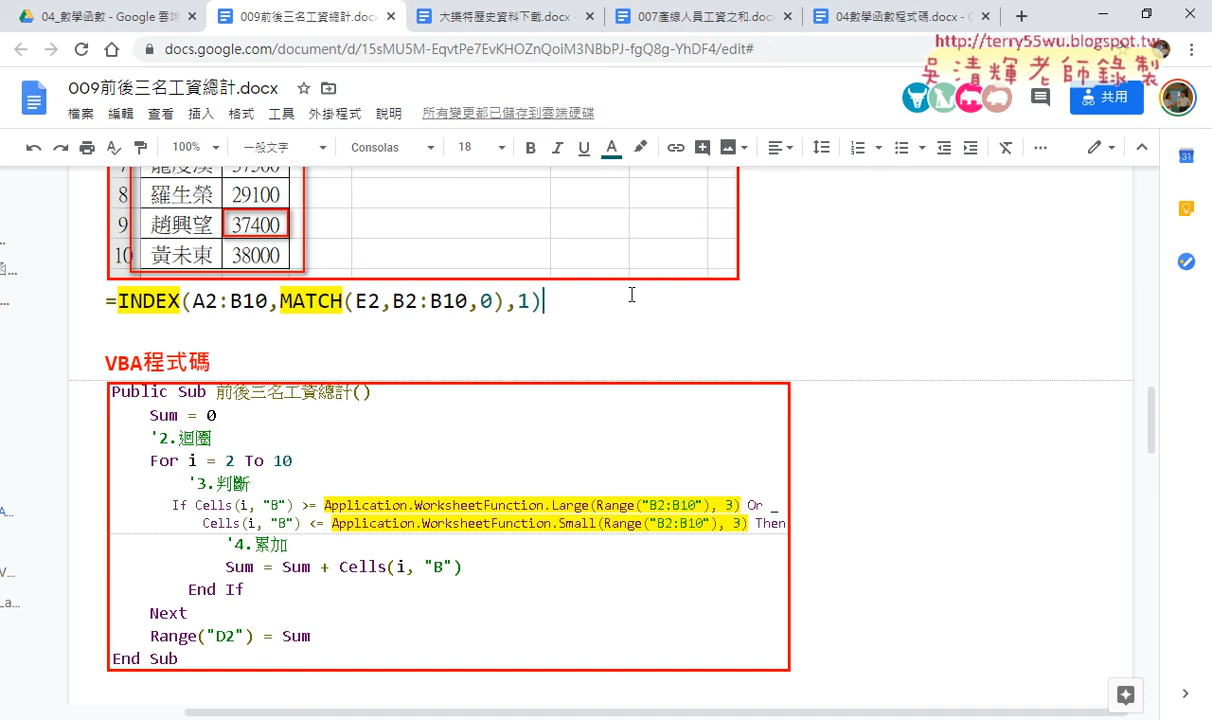 04_數學函數 - Google 雲端
009前後三名工資總計.docx
大樂特歷史資料下載.docx -
007產線人員工資之和.docx -
04數學函數程式碼.docx - G
docs.google.com/document/d/15sMU5M-EqvtPe7EvKHOZnQoiM3NBbPJ-fgQ8g-YhDF4/edit#
http://terry55wu.blogspot.tw
吳清輝老師錄製
009前後三名工資總計.docx
檔案 編輯 查看 插入 格式 工具 外掛程式 說明 所有變更都已儲存到雲端硬碟
共用
100% 一般文字 Consolas 18
8 羅生榮 29100
9 趙興望 37400
10 黃未東 38000
=INDEX(A2:B10,MATCH(E2,B2:B10,0),1)
VBA程式碼
Public Sub 前後三名工資總計()
Sum = 0
'2.迴圈
For i = 2 To 10
'3.判斷
If Cells(i, "B") >= Application.WorksheetFunction.Large(Range("B2:B10"), 3) Or _
Cells(i, "B") <= Application.WorksheetFunction.Small(Range("B2:B10"), 3) Then
'4.累加
Sum = Sum + Cells(i, "B")
End If
Next
Range("D2") = Sum
End Sub